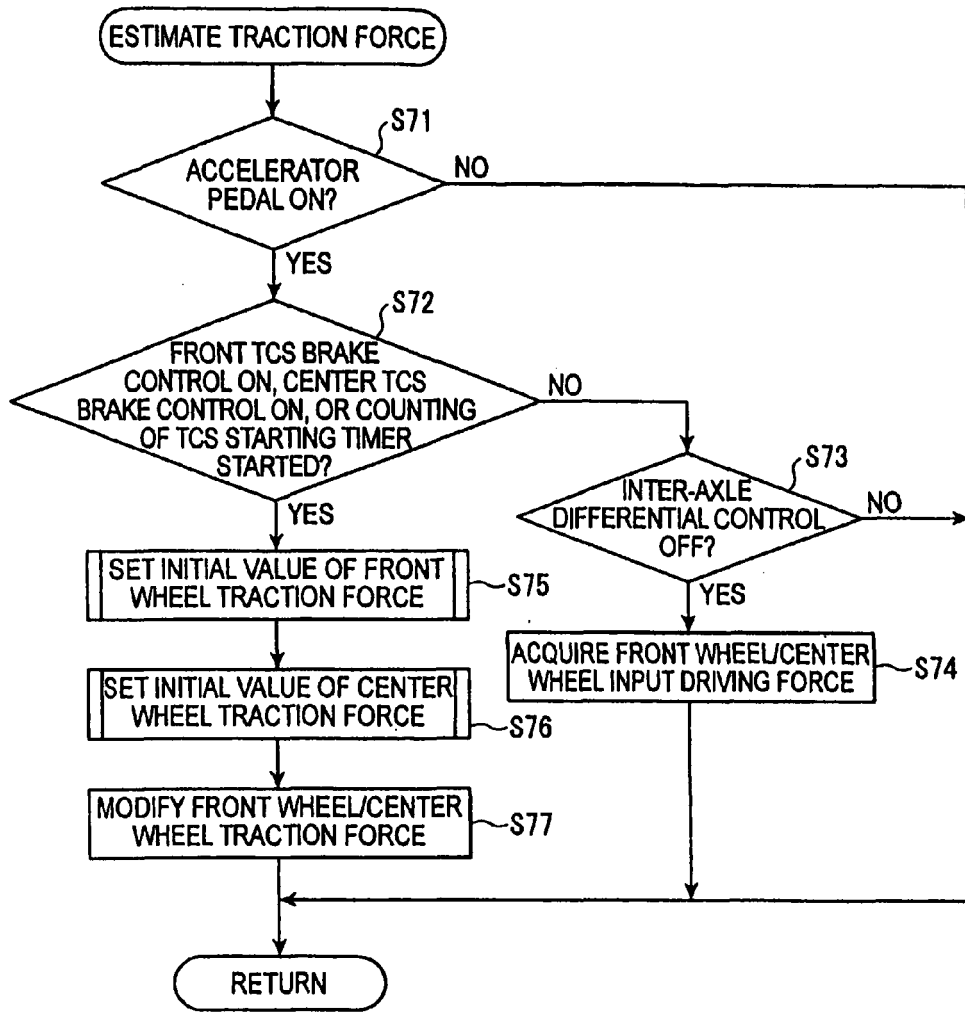 ESTIMATE TRACTION FORCE
S71
ACCELERATOR
PEDAL ON?
NO
YES
S72
FRONT TCS BRAKE
CONTROL ON, CENTER TCS
BRAKE CONTROL ON, OR COUNTING
OF TCS STARTING TIMER
STARTED?
NO
YES
S73
INTER-AXLE
DIFFERENTIAL CONTROL
OFF?
NO
YES
SET INITIAL VALUE OF FRONT
WHEEL TRACTION FORCE
S75
ACQUIRE FRONT WHEEL/CENTER
WHEEL INPUT DRIVING FORCE
S74
SET INITIAL VALUE OF CENTER
WHEEL TRACTION FORCE
S76
MODIFY FRONT WHEEL/CENTER
WHEEL TRACTION FORCE
S77
RETURN